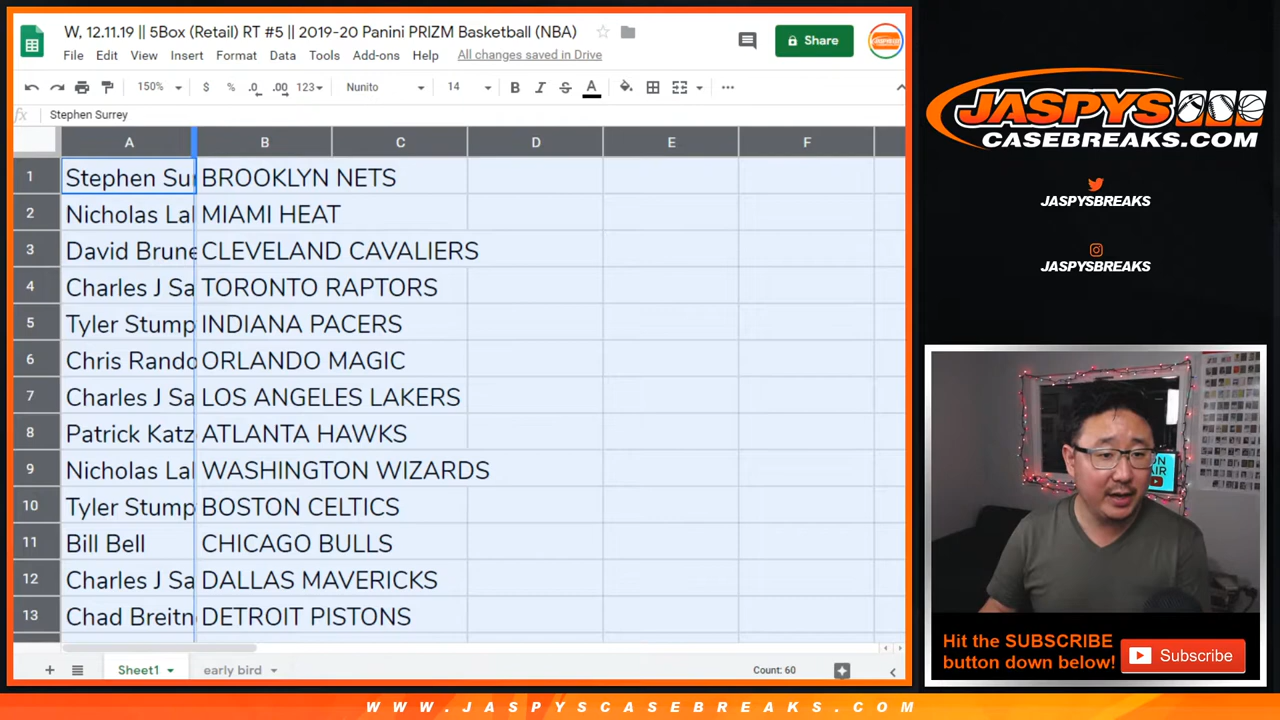 W, 12.11.19 || 5Box (Retail) RT #5 || 2019-20 Panini PRIZM Basketball (NBA)
File Edit View Insert Format Data Tools Add-ons Help All changes saved in Drive
Share
150% $ % .0 .00 123 Nunito 14 B I S A
fx Stephen Surrey
A B C D E F
1 Stephen Su BROOKLYN NETS
2 Nicholas La MIAMI HEAT
3 David Brune CLEVELAND CAVALIERS
4 Charles J Sa TORONTO RAPTORS
5 Tyler Stump INDIANA PACERS
6 Chris Rando ORLANDO MAGIC
7 Charles J Sa LOS ANGELES LAKERS
8 Patrick Katz ATLANTA HAWKS
9 Nicholas La WASHINGTON WIZARDS
10 Tyler Stump BOSTON CELTICS
11 Bill Bell CHICAGO BULLS
12 Charles J Sa DALLAS MAVERICKS
13 Chad Breitn DETROIT PISTONS
Sheet1 early bird Count: 60
JASPYS
CASEBREAKS.COM
JASPYSBREAKS
JASPYSBREAKS
ON
AIR
Hit the SUBSCRIBE
button down below!
Subscribe
WWW.JASPYSCASEBREAKS.COM